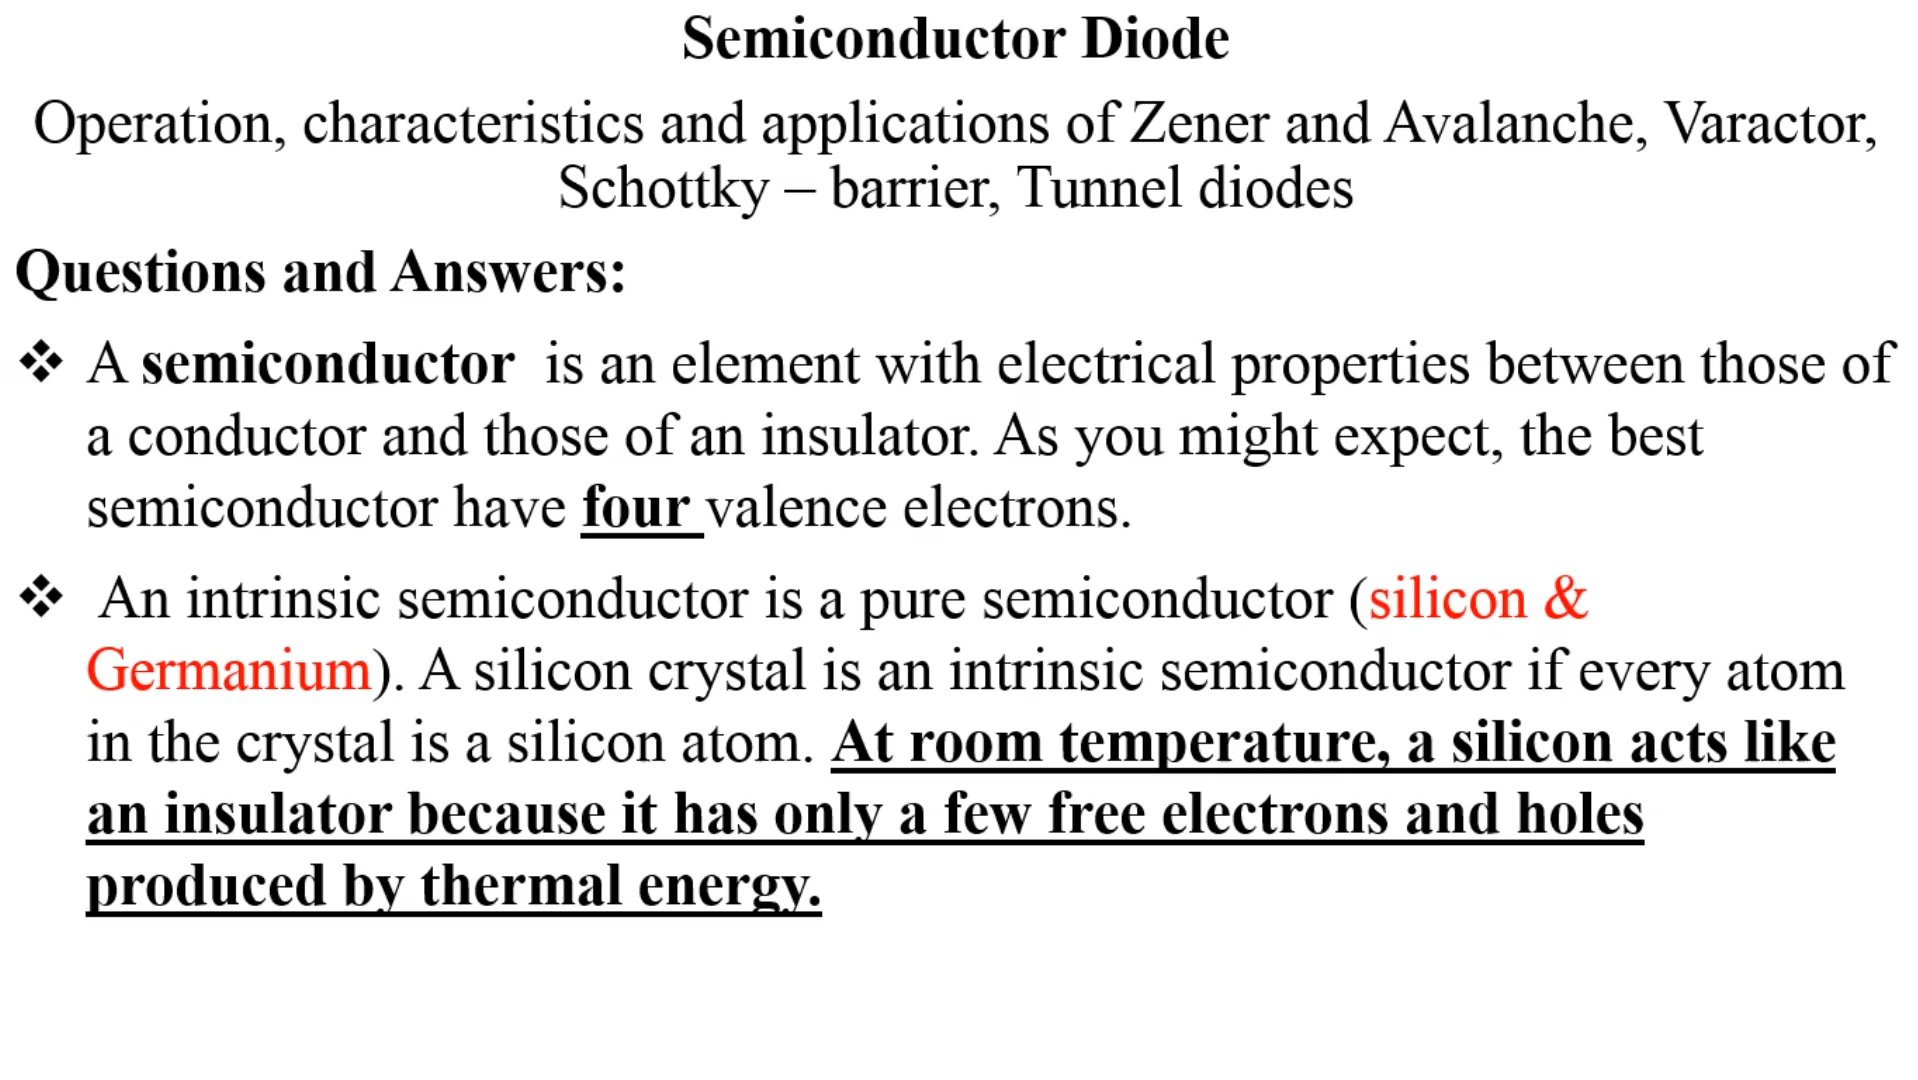 Semiconductor Diode
Operation, characteristics and applications of Zener and Avalanche, Varactor,
Schottky – barrier, Tunnel diodes
Questions and Answers:
❖ A semiconductor is an element with electrical properties between those of
a conductor and those of an insulator. As you might expect, the best
semiconductor have four valence electrons.
❖ An intrinsic semiconductor is a pure semiconductor (silicon &
Germanium). A silicon crystal is an intrinsic semiconductor if every atom
in the crystal is a silicon atom. At room temperature, a silicon acts like
an insulator because it has only a few free electrons and holes
produced by thermal energy.